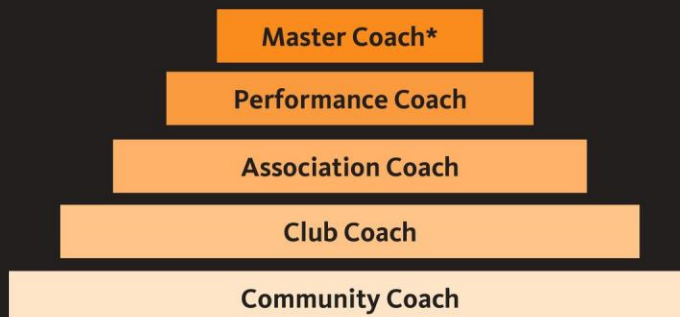 Master Coach*
Performance Coach
Association Coach
Club Coach
Community Coach